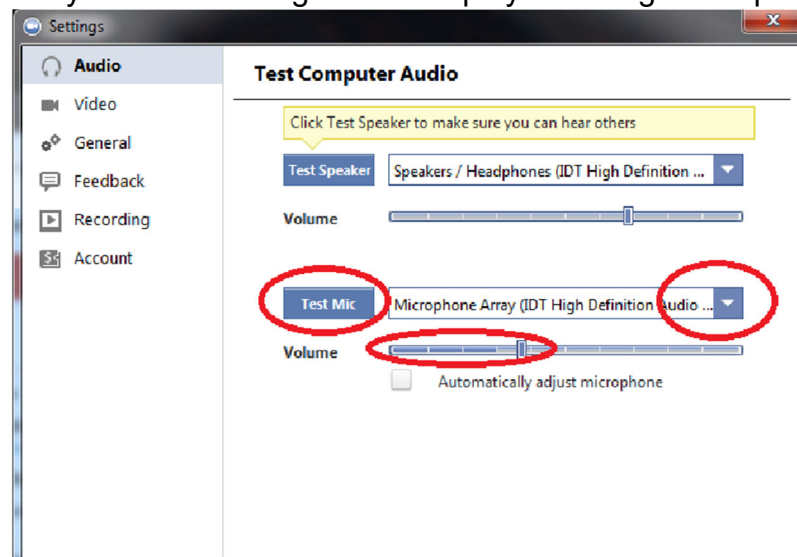 Settings
Audio
Video
General
Feedback
Recording
Account
Test Computer Audio
Click Test Speaker to make sure you can hear others
Test Speaker
Speakers / Headphones (IDT High Definition ...
Volume
Test Mic
Microphone Array (IDT High Definition Audio ...
Volume
Automatically adjust microphone